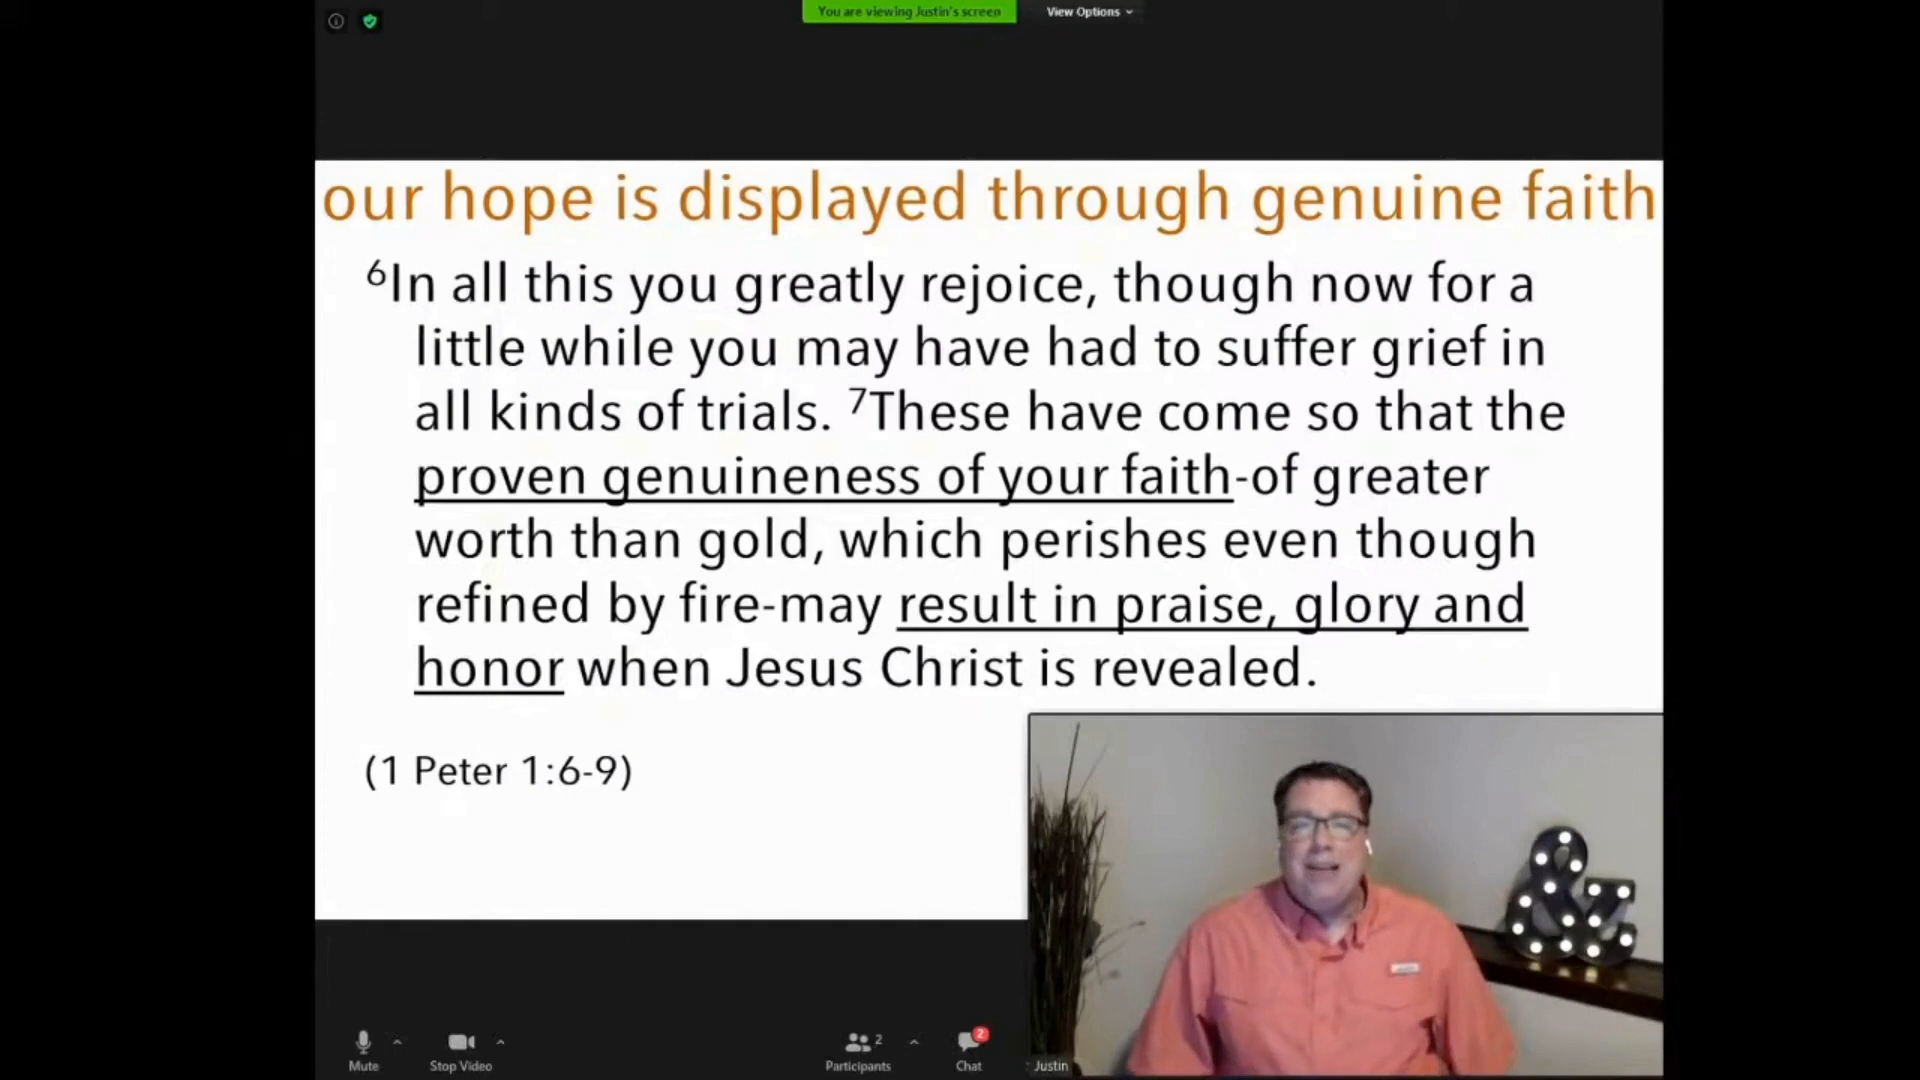 You are viewing Justin's screen
View Options
our hope is displayed through genuine faith
⁶In all this you greatly rejoice, though now for a
little while you may have had to suffer grief in
all kinds of trials. ⁷These have come so that the
proven genuineness of your faith-of greater
worth than gold, which perishes even though
refined by fire-may result in praise, glory and
honor when Jesus Christ is revealed.
(1 Peter 1:6-9)
&
2
2
Mute
Stop Video
Participants
Chat
Justin